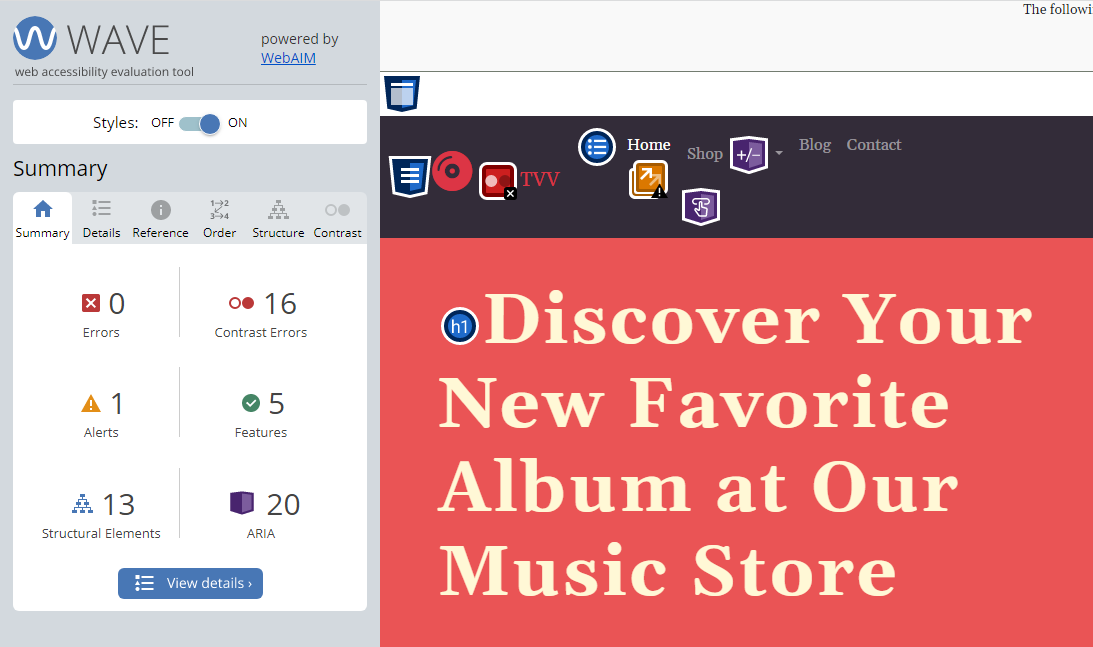 WAVE
web accessibility evaluation tool
powered by
WebAIM
Styles: OFF ON
Summary
Summary Details Reference Order Structure Contrast
0
Errors
16
Contrast Errors
1
Alerts
5
Features
13
Structural Elements
20
ARIA
View details ›
The
TVV
Home
Shop
+/-
Blog
Contact
h1
Discover Your
New Favorite
Album at Our
Music Store